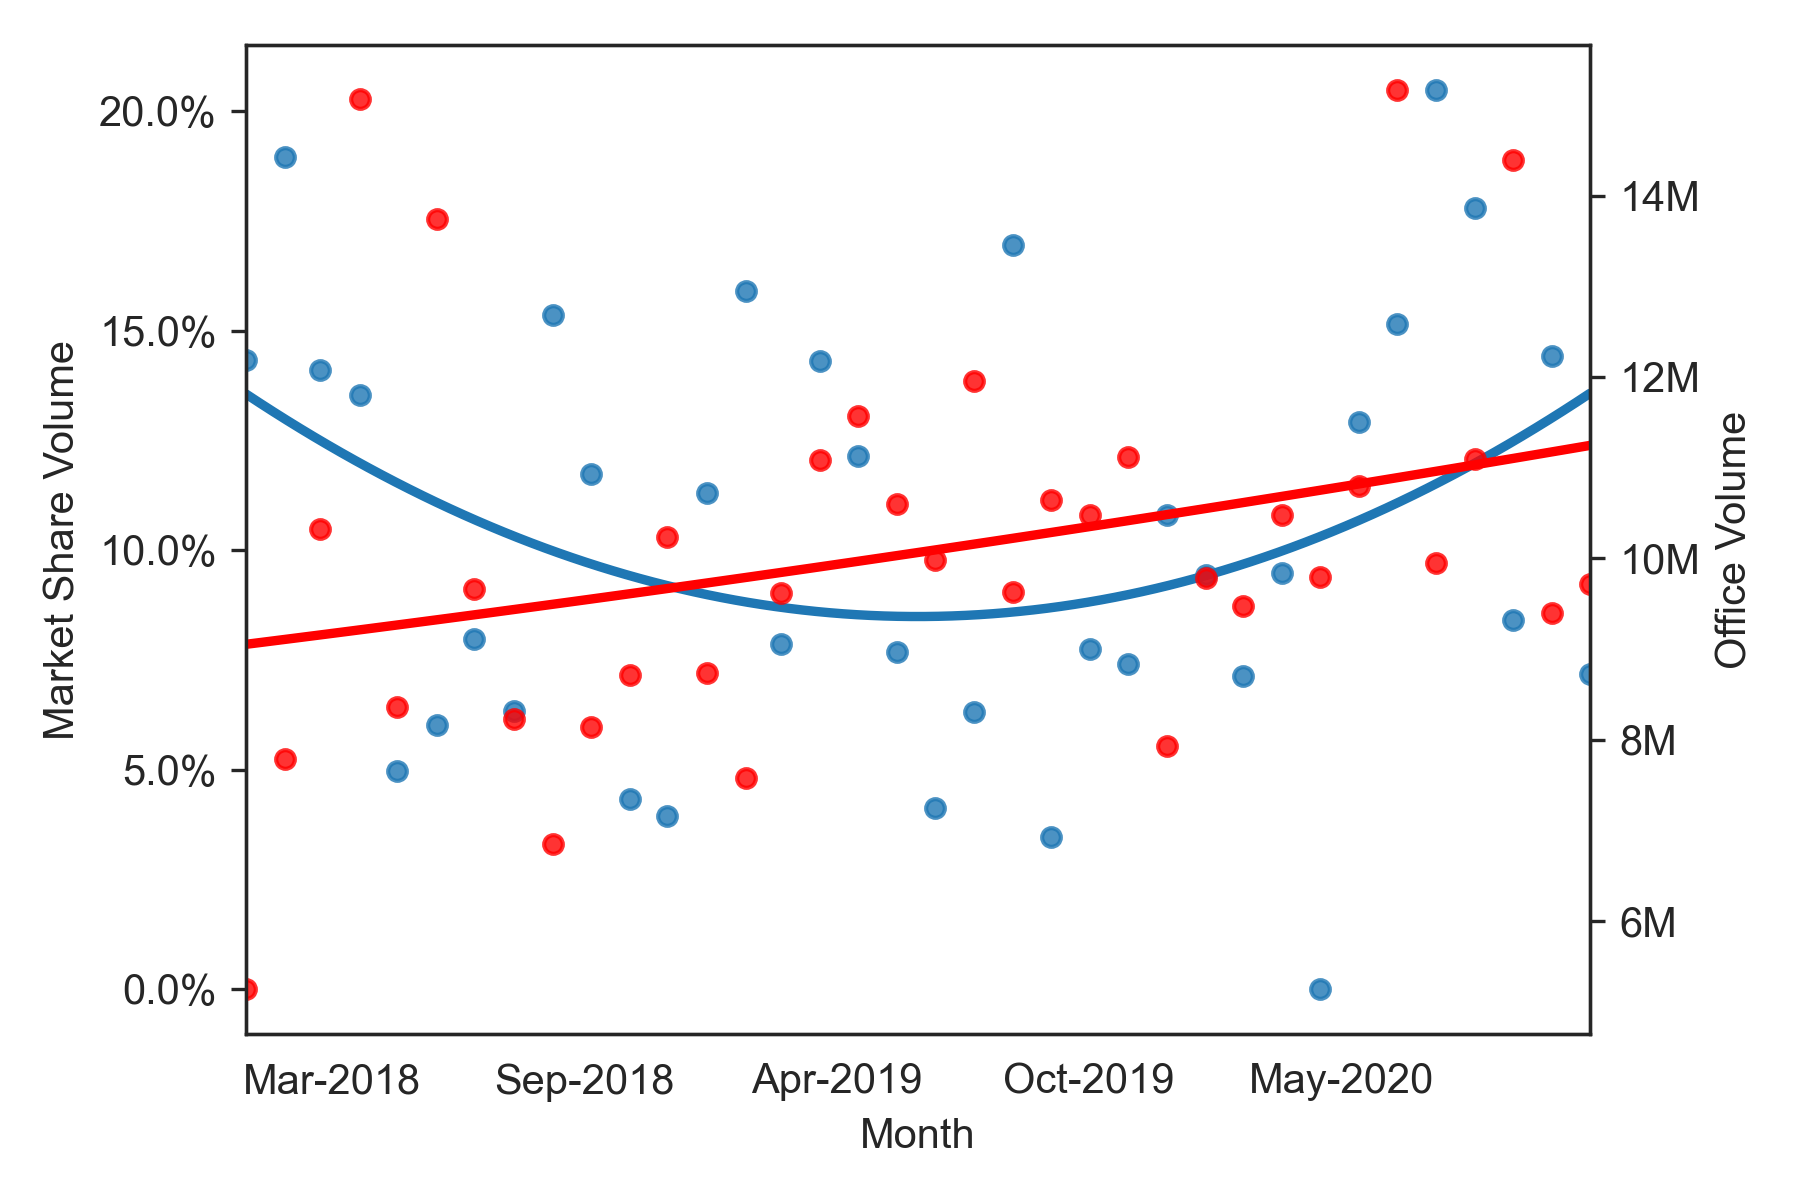 20.0%
15.0%
10.0%
5.0%
0.0%
Market Share Volume
14M
12M
10M
8M
6M
Office Volume
Mar-2018 Sep-2018 Apr-2019 Oct-2019 May-2020
Month